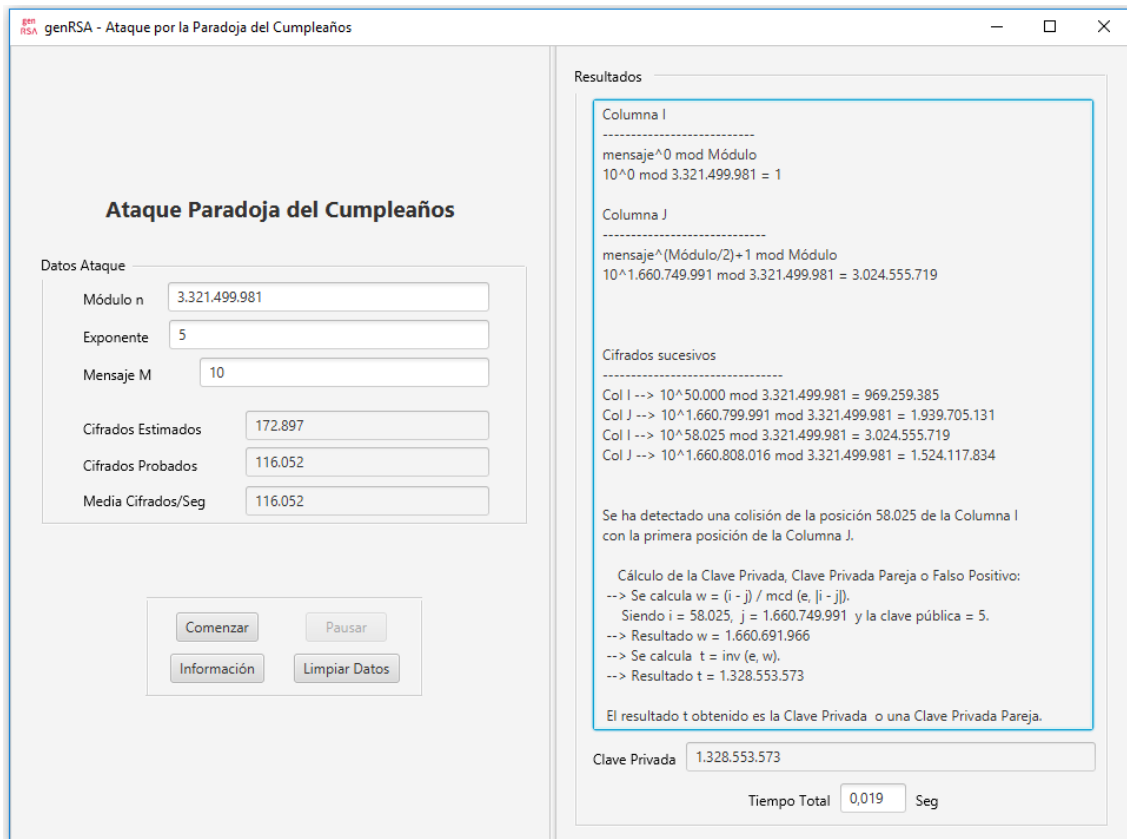 gen
RSA
genRSA - Ataque por la Paradoja del Cumpleaños
Ataque Paradoja del Cumpleaños
Datos Ataque
Módulo n 3.321.499.981
Exponente 5
Mensaje M 10
Cifrados Estimados 172.897
Cifrados Probados 116.052
Media Cifrados/Seg 116.052
Comenzar Pausar
Información Limpiar Datos
Resultados
Columna I
---------------------------
mensaje^0 mod Módulo
10^0 mod 3.321.499.981 = 1
Columna J
-----------------------------
mensaje^(Módulo/2)+1 mod Módulo
10^1.660.749.991 mod 3.321.499.981 = 3.024.555.719
Cifrados sucesivos
--------------------------------
Col I --> 10^50.000 mod 3.321.499.981 = 969.259.385
Col J --> 10^1.660.799.991 mod 3.321.499.981 = 1.939.705.131
Col I --> 10^58.025 mod 3.321.499.981 = 3.024.555.719
Col J --> 10^1.660.808.016 mod 3.321.499.981 = 1.524.117.834
Se ha detectado una colisión de la posición 58.025 de la Columna I
con la primera posición de la Columna J.
Cálculo de la Clave Privada, Clave Privada Pareja o Falso Positivo:
--> Se calcula w = (i - j) / mcd (e, |i - j|).
Siendo i = 58.025, j = 1.660.749.991 y la clave pública = 5.
--> Resultado w = 1.660.691.966
--> Se calcula t = inv (e, w).
--> Resultado t = 1.328.553.573
El resultado t obtenido es la Clave Privada o una Clave Privada Pareja.
Clave Privada 1.328.553.573
Tiempo Total 0,019 Seg